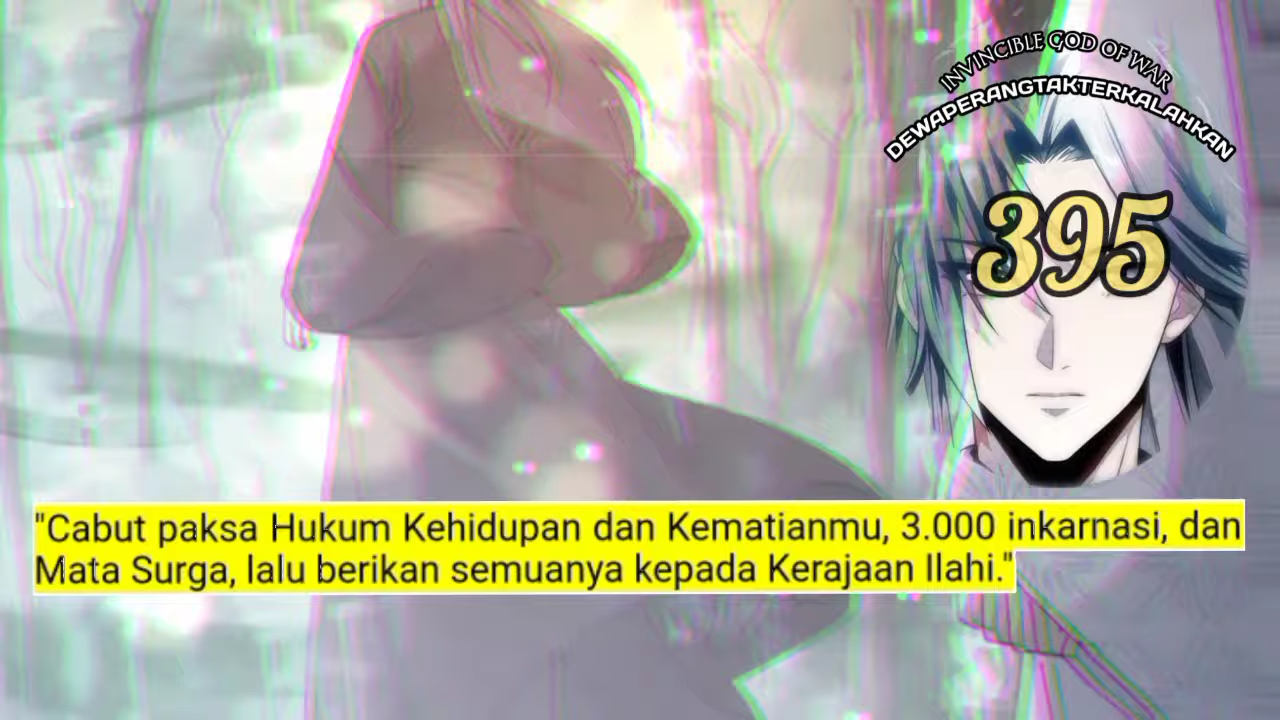 INVINCIBLE GOD OF WAR
DEWAPERANGTAKTERKALAHKAN
395
"Cabut paksa Hukum Kehidupan dan Kematianmu, 3.000 inkarnasi, dan
Mata Surga, lalu berikan semuanya kepada Kerajaan Ilahi."